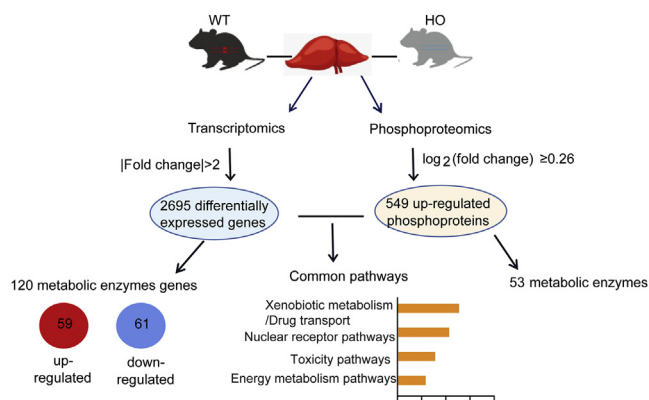 WT
HO
Transcriptomics
Phosphoproteomics
|Fold change|>2
log2(fold change) ≥0.26
2695 differentially
expressed genes
549 up-regulated
phosphoproteins
120 metabolic enzymes genes
Common pathways
53 metabolic enzymes
59
61
up-
regulated
down-
regulated
Xenobiotic metabolism
/Drug transport
Nuclear receptor pathways
Toxicity pathways
Energy metabolism pathways